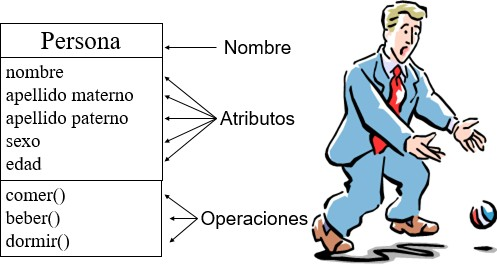 Persona
Nombre
nombre
apellido materno
apellido paterno
sexo
edad
Atributos
comer()
beber()
dormir()
Operaciones